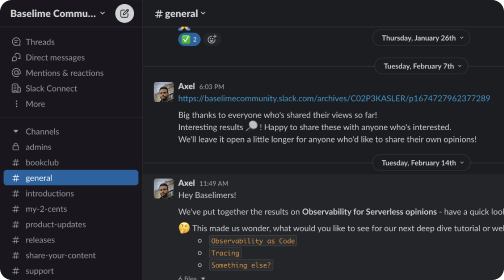 Baselime Commu...
# general
2
Thursday, January 26th
Threads
Direct messages
Mentions & reactions
Slack Connect
More
Channels
admins
# bookclub
# general
# introductions
# my-2-cents
# product-updates
# releases
# share-your-content
# support
Tuesday, February 7th
Axel 6:03 PM
https://baselimecommunity.slack.com/archives/C02P3KASLER/p1674727962377289
Big thanks to everyone who's shared their views so far!
Interesting results ! Happy to share these with anyone who's interested.
We'll leave it open a little longer for anyone who'd like to share their own opinions!
Tuesday, February 14th
Axel 11:49 AM
Hey Baselimers!
We've put together the results on Observability for Serverless opinions - have a quick look
This made us wonder, what would you like to see for our next deep dive tutorial or
Observability as Code
Tracing
Something else?
6 files